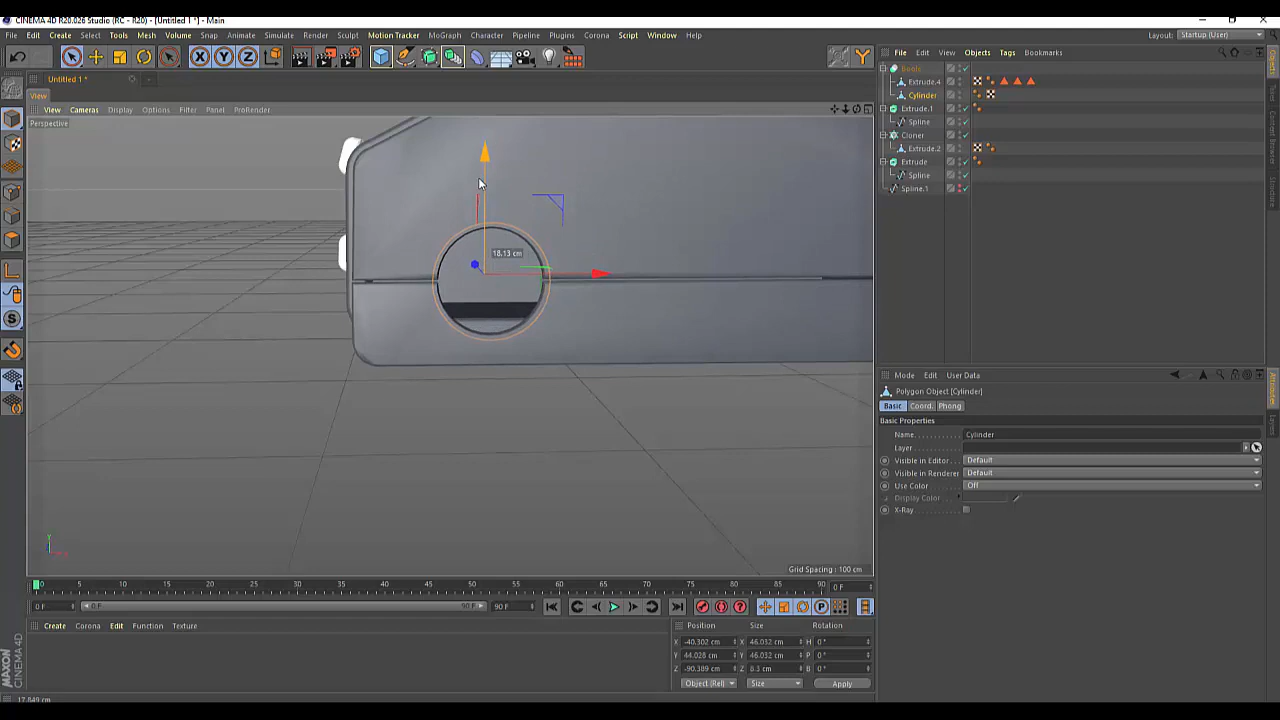 CINEMA 4D R20.026 Studio (RC - R20) - [Untitled 1 *] - Main
File Edit Create Select Tools Mesh Volume Snap Animate Simulate Render Sculpt Motion Tracker MoGraph Character Pipeline Plugins Corona Script Window Help
Layout: Startup (User)
X Y Z
File Edit View Objects Tags Bookmarks
Untitled 1 *
View
View Cameras Display Options Filter Panel ProRender
Perspective
Boole
Extrude.4
Cylinder
Extrude.1
Spline
Cloner
Extrude.2
Extrude
Spline
Spline.1
18.13 cm
Mode Edit User Data
Polygon Object [Cylinder]
Basic Coord. Phong
Basic Properties
Name Cylinder
Layer
Visible in Editor Default
Visible in Renderer Default
Use Color Off
Display Color
X-Ray
Grid Spacing : 100 cm
0 5 10 15 20 25 30 35 40 45 50 55 60 65 70 75 80 85 90 0 F
0 F 0 F 90 F 90 F
Create Corona Edit Function Texture
Position Size Rotation
X -40.302 cm X 46.032 cm H 0 °
Y 44.028 cm Y 46.032 cm P 0 °
Z -90.389 cm Z 8.3 cm B 0 °
Object (Rel) Size Apply
MAXON CINEMA 4D
17.849 cm